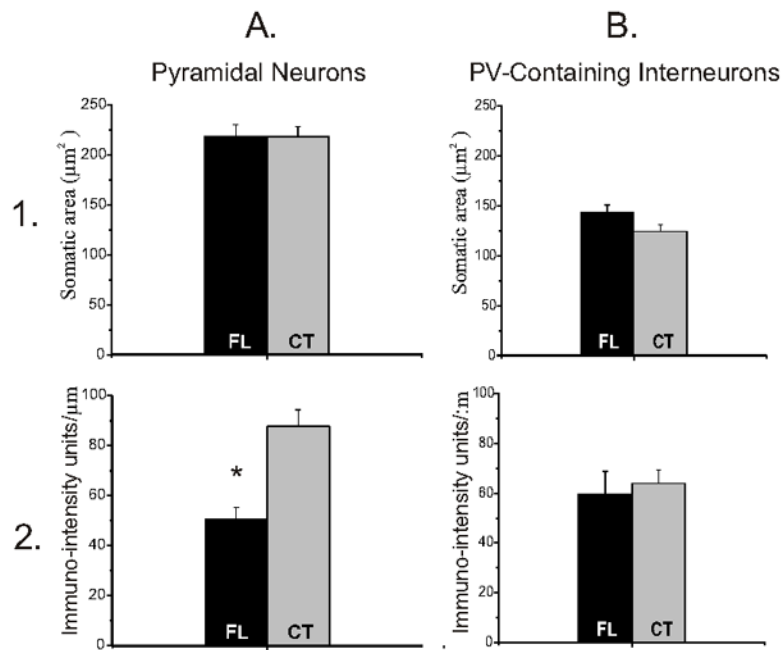 A.
B.
Pyramidal Neurons
PV-Containing Interneurons
1.
Somatic area (µm²)
250
200
150
100
50
0
FL
CT
Somatic area (µm²)
250
200
150
100
50
0
FL
CT
2.
Immuno-intensity units/µm
100
80
60
40
20
0
*
FL
CT
Immuno-intensity units/:m
100
80
60
40
20
0
FL
CT